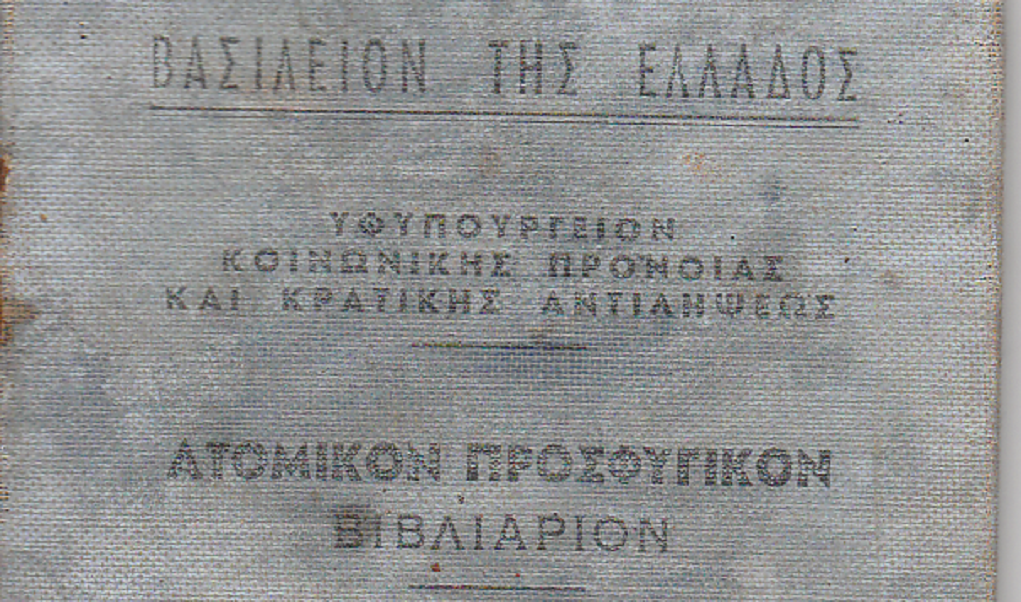 ΒΑΣΙΛΕΙΟΝ ΤΗΣ ΕΛΛΑΔΟΣ
ΥΦΥΠΟΥΡΓΕΙΟΝ
ΚΟΙΝΩΝΙΚΗΣ ΠΡΟΝΟΙΑΣ
ΚΑΙ ΚΡΑΤΙΚΗΣ ΑΝΤΙΛΗΨΕΩΣ
ΑΤΟΜΙΚΟΝ ΠΡΟΣΦΥΓΙΚΟΝ
ΒΙΒΛΙΑΡΙΟΝ